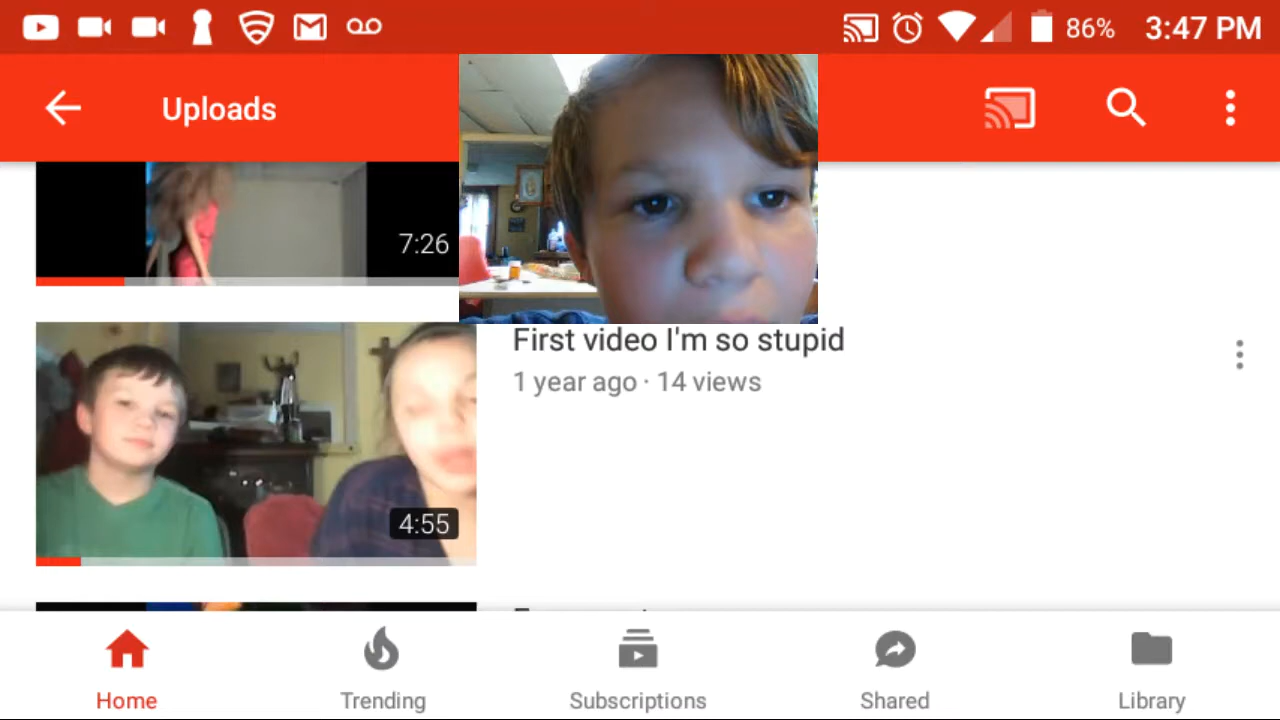 86% 3:47 PM
Uploads
7:26
First video I'm so stupid
1 year ago · 14 views
4:55
Home Trending Subscriptions Shared Library